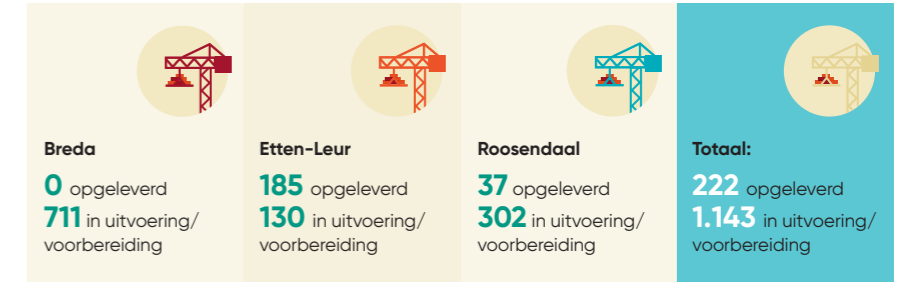 Breda
0 opgeleverd
711 in uitvoering/
voorbereiding
Etten-Leur
185 opgeleverd
130 in uitvoering/
voorbereiding
Roosendaal
37 opgeleverd
302 in uitvoering/
voorbereiding
Totaal:
222 opgeleverd
1.143 in uitvoering/
voorbereiding